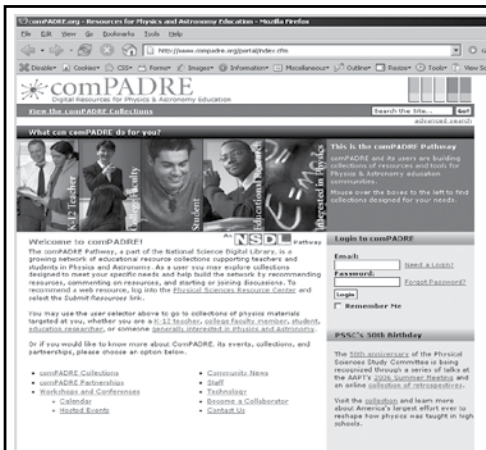 comPADRE.org - Resources for Physics and Astronomy Education - Mozilla Firefox
File Edit View Go Bookmarks Tools Help
http://www.compadre.org/portal/index.cfm
Disable Cookies CSS Forms Images Information Miscellaneous Outline Resize Tools View So
comPADRE
Digital Resources for Physics & Astronomy Education
View the comPADRE Collections
Search the Site... Go!
advanced search
What can comPADRE do for you?
K-12 Teacher
College Faculty
Student
Educational Research
Interested in Physics
This is the comPADRE Pathway
comPADRE and its users are building
collections of resources and tools for
Physics & Astronomy education
communities.
Mouse over the boxes to the left to find
collections designed for your needs.
An NSDL Pathway
Welcome to comPADRE!
The comPADRE Pathway, a part of the National Science Digital Library, is a
growing network of educational resource collections supporting teachers and
students in Physics and Astronomy. As a user you may explore collections
designed to meet your specific needs and help build the network by recommending
resources, commenting on resources, and starting or joining discussions. To
recommend a web resource, log into the Physical Sciences Resource Center and
select the Submit Resources link.
You may use the user selector above to go to collections of physics materials
targeted at you, whether you are a K-12 teacher, college faculty member, student,
education researcher, or someone generally interested in Physics and Astronomy.
Or if you would like to know more about ComPADRE, its events, collections, and
partnerships, please choose an option below.
comPADRE Collections
comPADRE Partnerships
Workshops and Conferences
Calendar
Hosted Events
Community News
Staff
Technology
Become a Collaborator
Contact Us
Login to comPADRE
Email:
Need a Login?
Password:
Forgot Password?
Login
Remember Me
PSSC's 50th Birthday
The 50th anniversary of the Physical
Sciences Study Committee is being
recognized through a series of talks at
the AAPT's 2006 Summer Meeting and
an online collection of retrospectives.
Visit the collection and learn more
about America's largest effort ever to
reshape how physics was taught in high
schools.